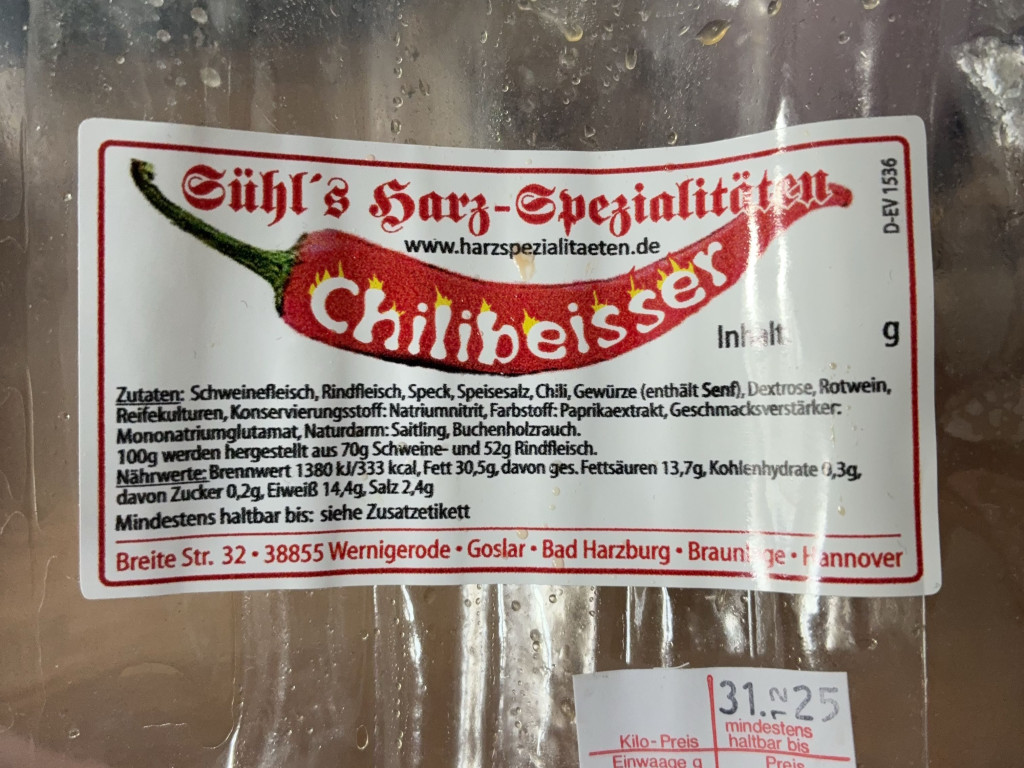 Sühl´s Harz-Spezialitäten
www.harzspezialitaeten.de
Chilibeisser
D-EV 1536
Inhalt g
Zutaten: Schweinefleisch, Rindfleisch, Speck, Speisesalz, Chili, Gewürze (enthält Senf), Dextrose, Rotwein,
Reifekulturen, Konservierungsstoff: Natriumnitrit, Farbstoff: Paprikaextrakt, Geschmacksverstärker:
Mononatriumglutamat, Naturdarm: Saitling, Buchenholzrauch.
100g werden hergestellt aus 70g Schweine- und 52g Rindfleisch.
Nährwerte: Brennwert 1380 kJ/333 kcal, Fett 30,5g, davon ges. Fettsäuren 13,7g, Kohlenhydrate 0,3g,
davon Zucker 0,2g, Eiweiß 14,4g, Salz 2,4g
Mindestens haltbar bis: siehe Zusatzetikett
Breite Str. 32 • 38855 Wernigerode • Goslar • Bad Harzburg • Braunlage • Hannover
31.12 25
mindestens
Kilo-Preis haltbar bis
Einwaage g Preis